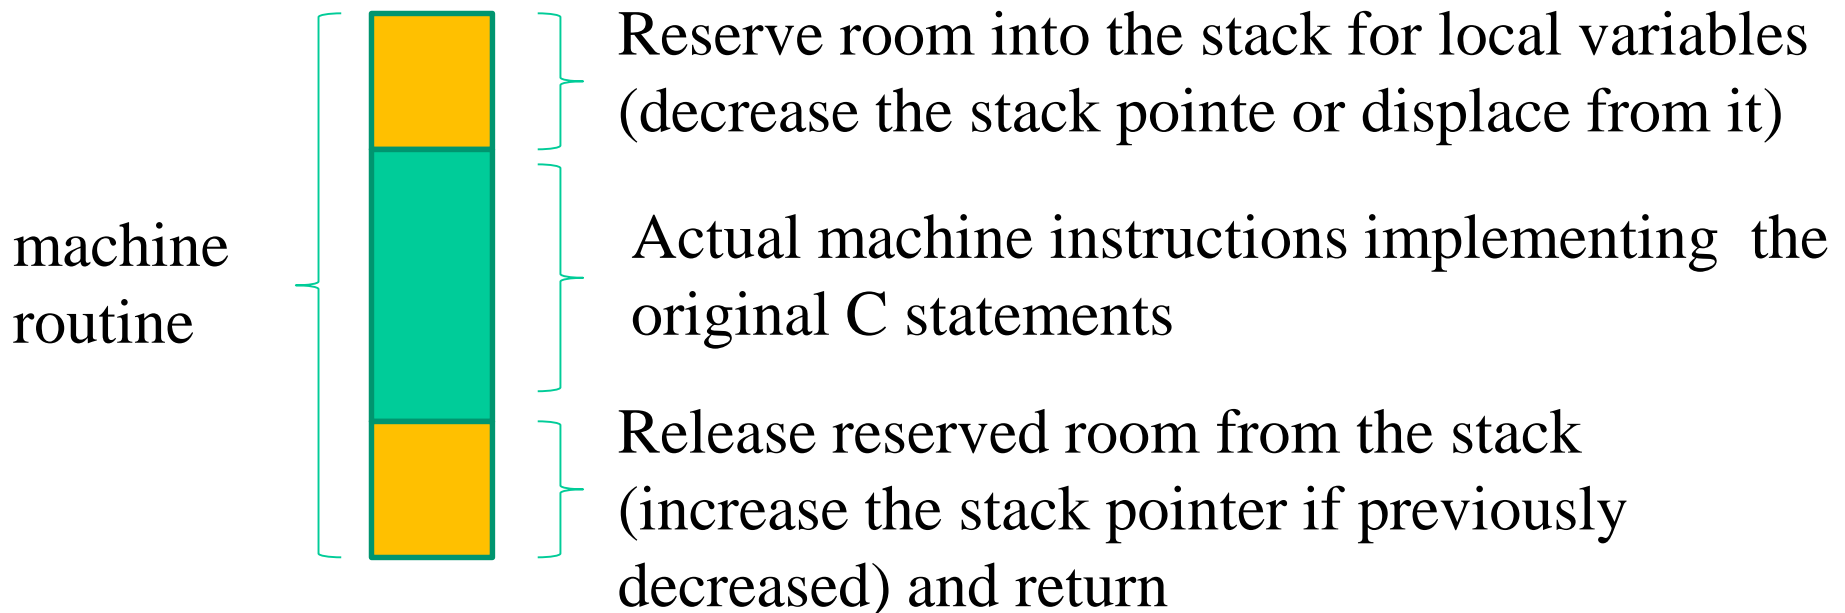 Reserve room into the stack for local variables
(decrease the stack pointe or displace from it)
machine
routine
Actual machine instructions implementing  the
original C statements
Release reserved room from the stack
(increase the stack pointer if previously
decreased) and return